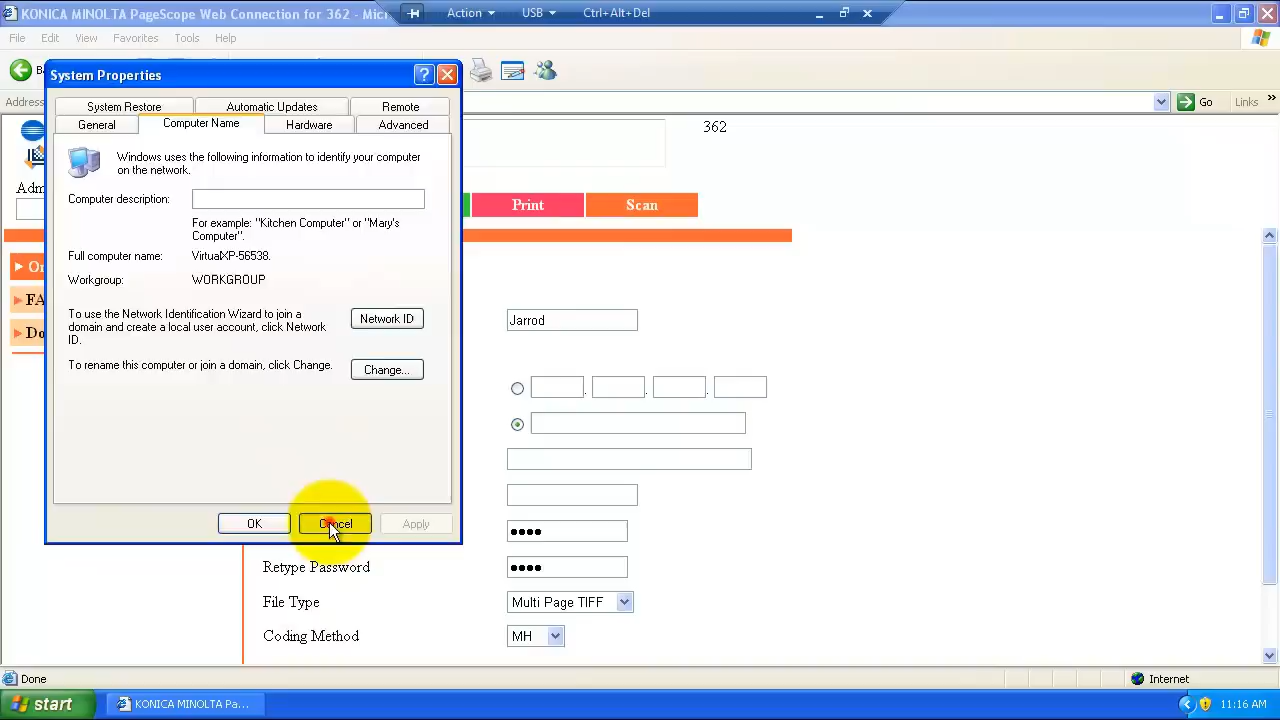 KONICA MINOLTA PageScope Web Connection for 362 - Mic
Action
USB
Ctrl+Alt+Del
File Edit View Favorites Tools Help
Address
Go
Links
System Properties
System Restore
Automatic Updates
Remote
General
Computer Name
Hardware
Advanced
Windows uses the following information to identify your computer
on the network.
Computer description:
For example: "Kitchen Computer" or "Mary's
Computer".
Full computer name:
VirtualXP-56538.
Workgroup:
WORKGROUP
To use the Network Identification Wizard to join a
domain and create a local user account, click Network
ID.
Network ID
To rename this computer or join a domain, click Change.
Change...
OK
Cancel
Apply
362
Print
Scan
Jarrod
. . .
●●●●
Retype Password
●●●●
File Type
Multi Page TIFF
Coding Method
MH
Done
Internet
start
KONICA MINOLTA Pa...
11:16 AM